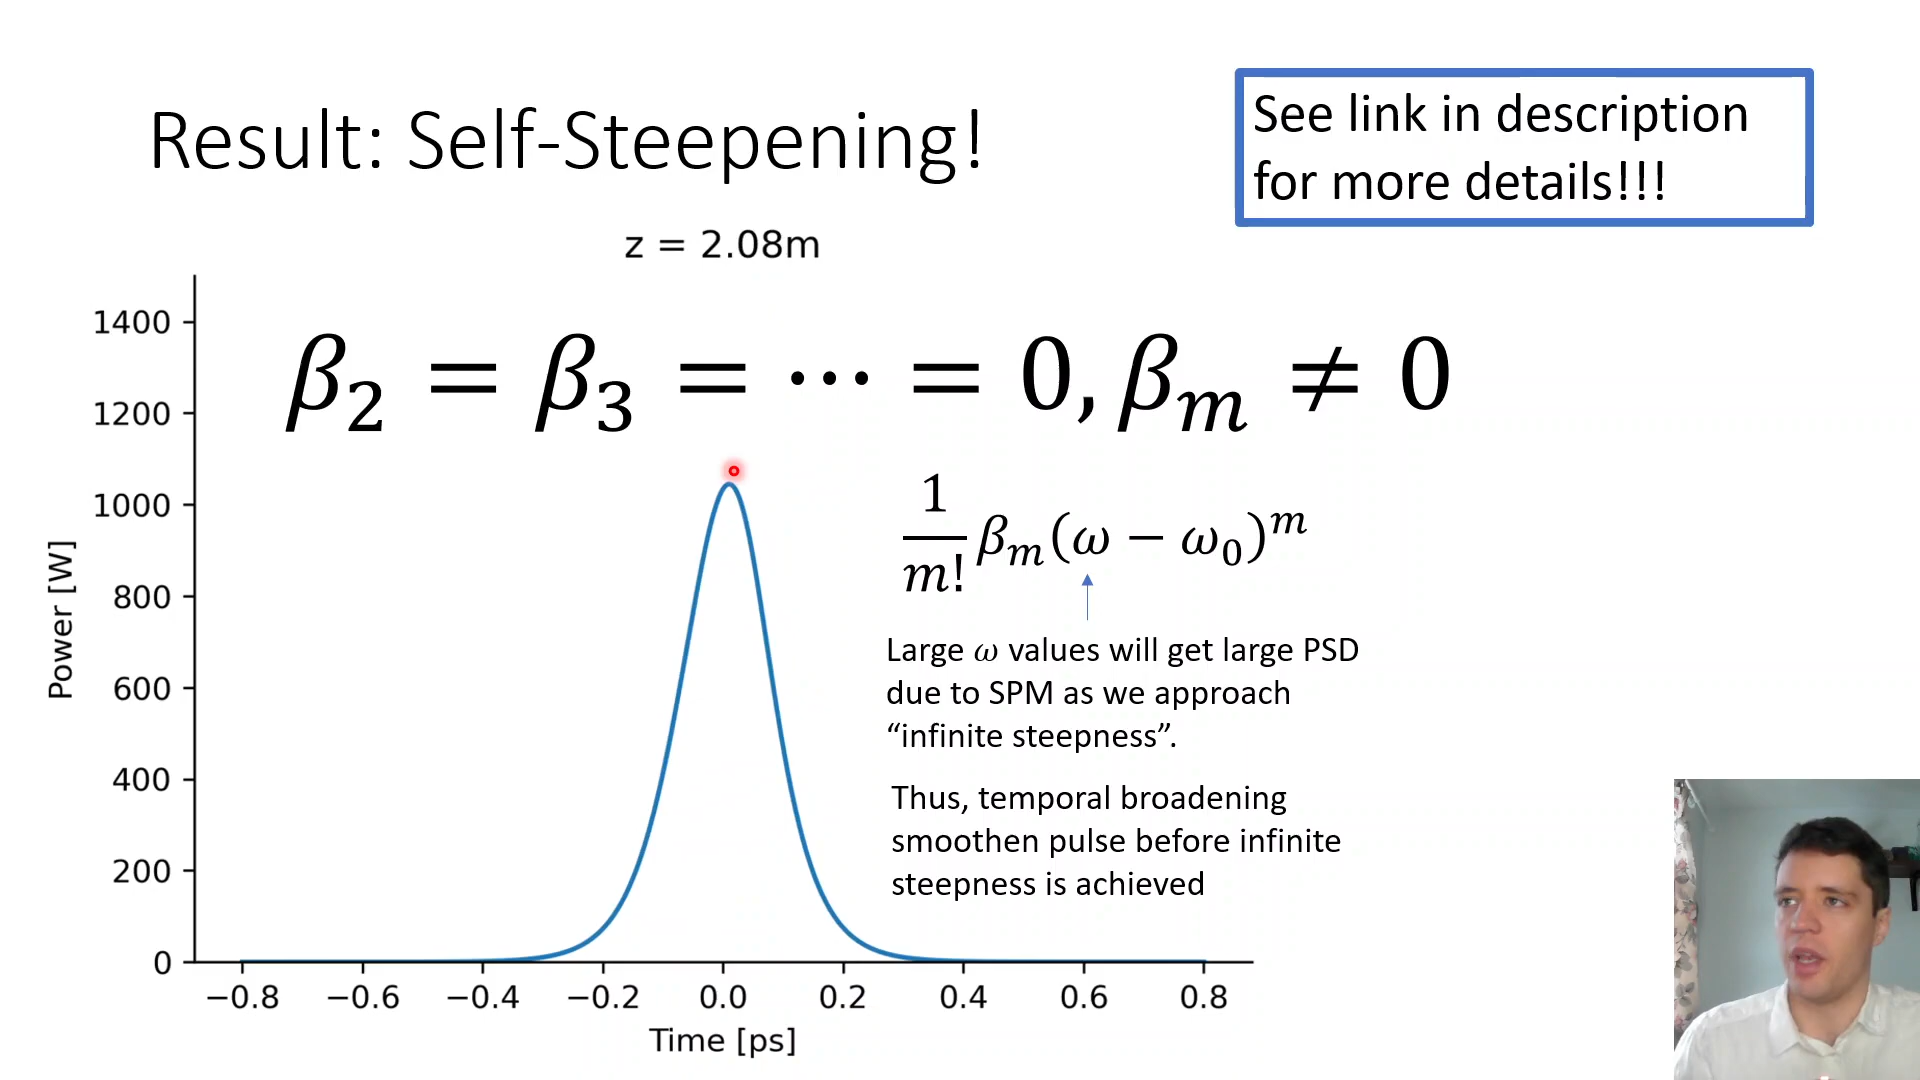 Result: Self-Steepening!
See link in description
for more details!!!
z = 2.08m
β₂ = β₃ = ⋯ = 0, βₘ ≠ 0
1/m! βₘ(ω − ω₀)ᵐ
Large ω values will get large PSD
due to SPM as we approach
“infinite steepness”.
Thus, temporal broadening
smoothen pulse before infinite
steepness is achieved
Power [W]
1400
1200
1000
800
600
400
200
0
−0.8 −0.6 −0.4 −0.2 0.0 0.2 0.4 0.6 0.8
Time [ps]